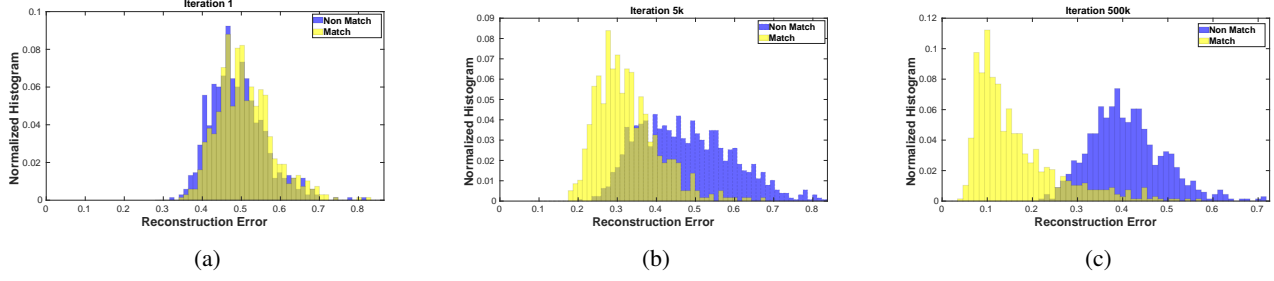 Iteration 1
Normalized Histogram
0.1
0.08
0.06
0.04
0.02
0
0 0.1 0.2 0.3 0.4 0.5 0.6 0.7 0.8
Reconstruction Error
Non Match
Match
(a)
Iteration 5k
Normalized Histogram
0.09
0.08
0.07
0.06
0.05
0.04
0.03
0.02
0.01
0
0 0.1 0.2 0.3 0.4 0.5 0.6 0.7 0.8
Reconstruction Error
Non Match
Match
(b)
Iteration 500k
Normalized Histogram
0.12
0.1
0.08
0.06
0.04
0.02
0
0 0.1 0.2 0.3 0.4 0.5 0.6 0.7
Reconstruction Error
Non Match
Match
(c)